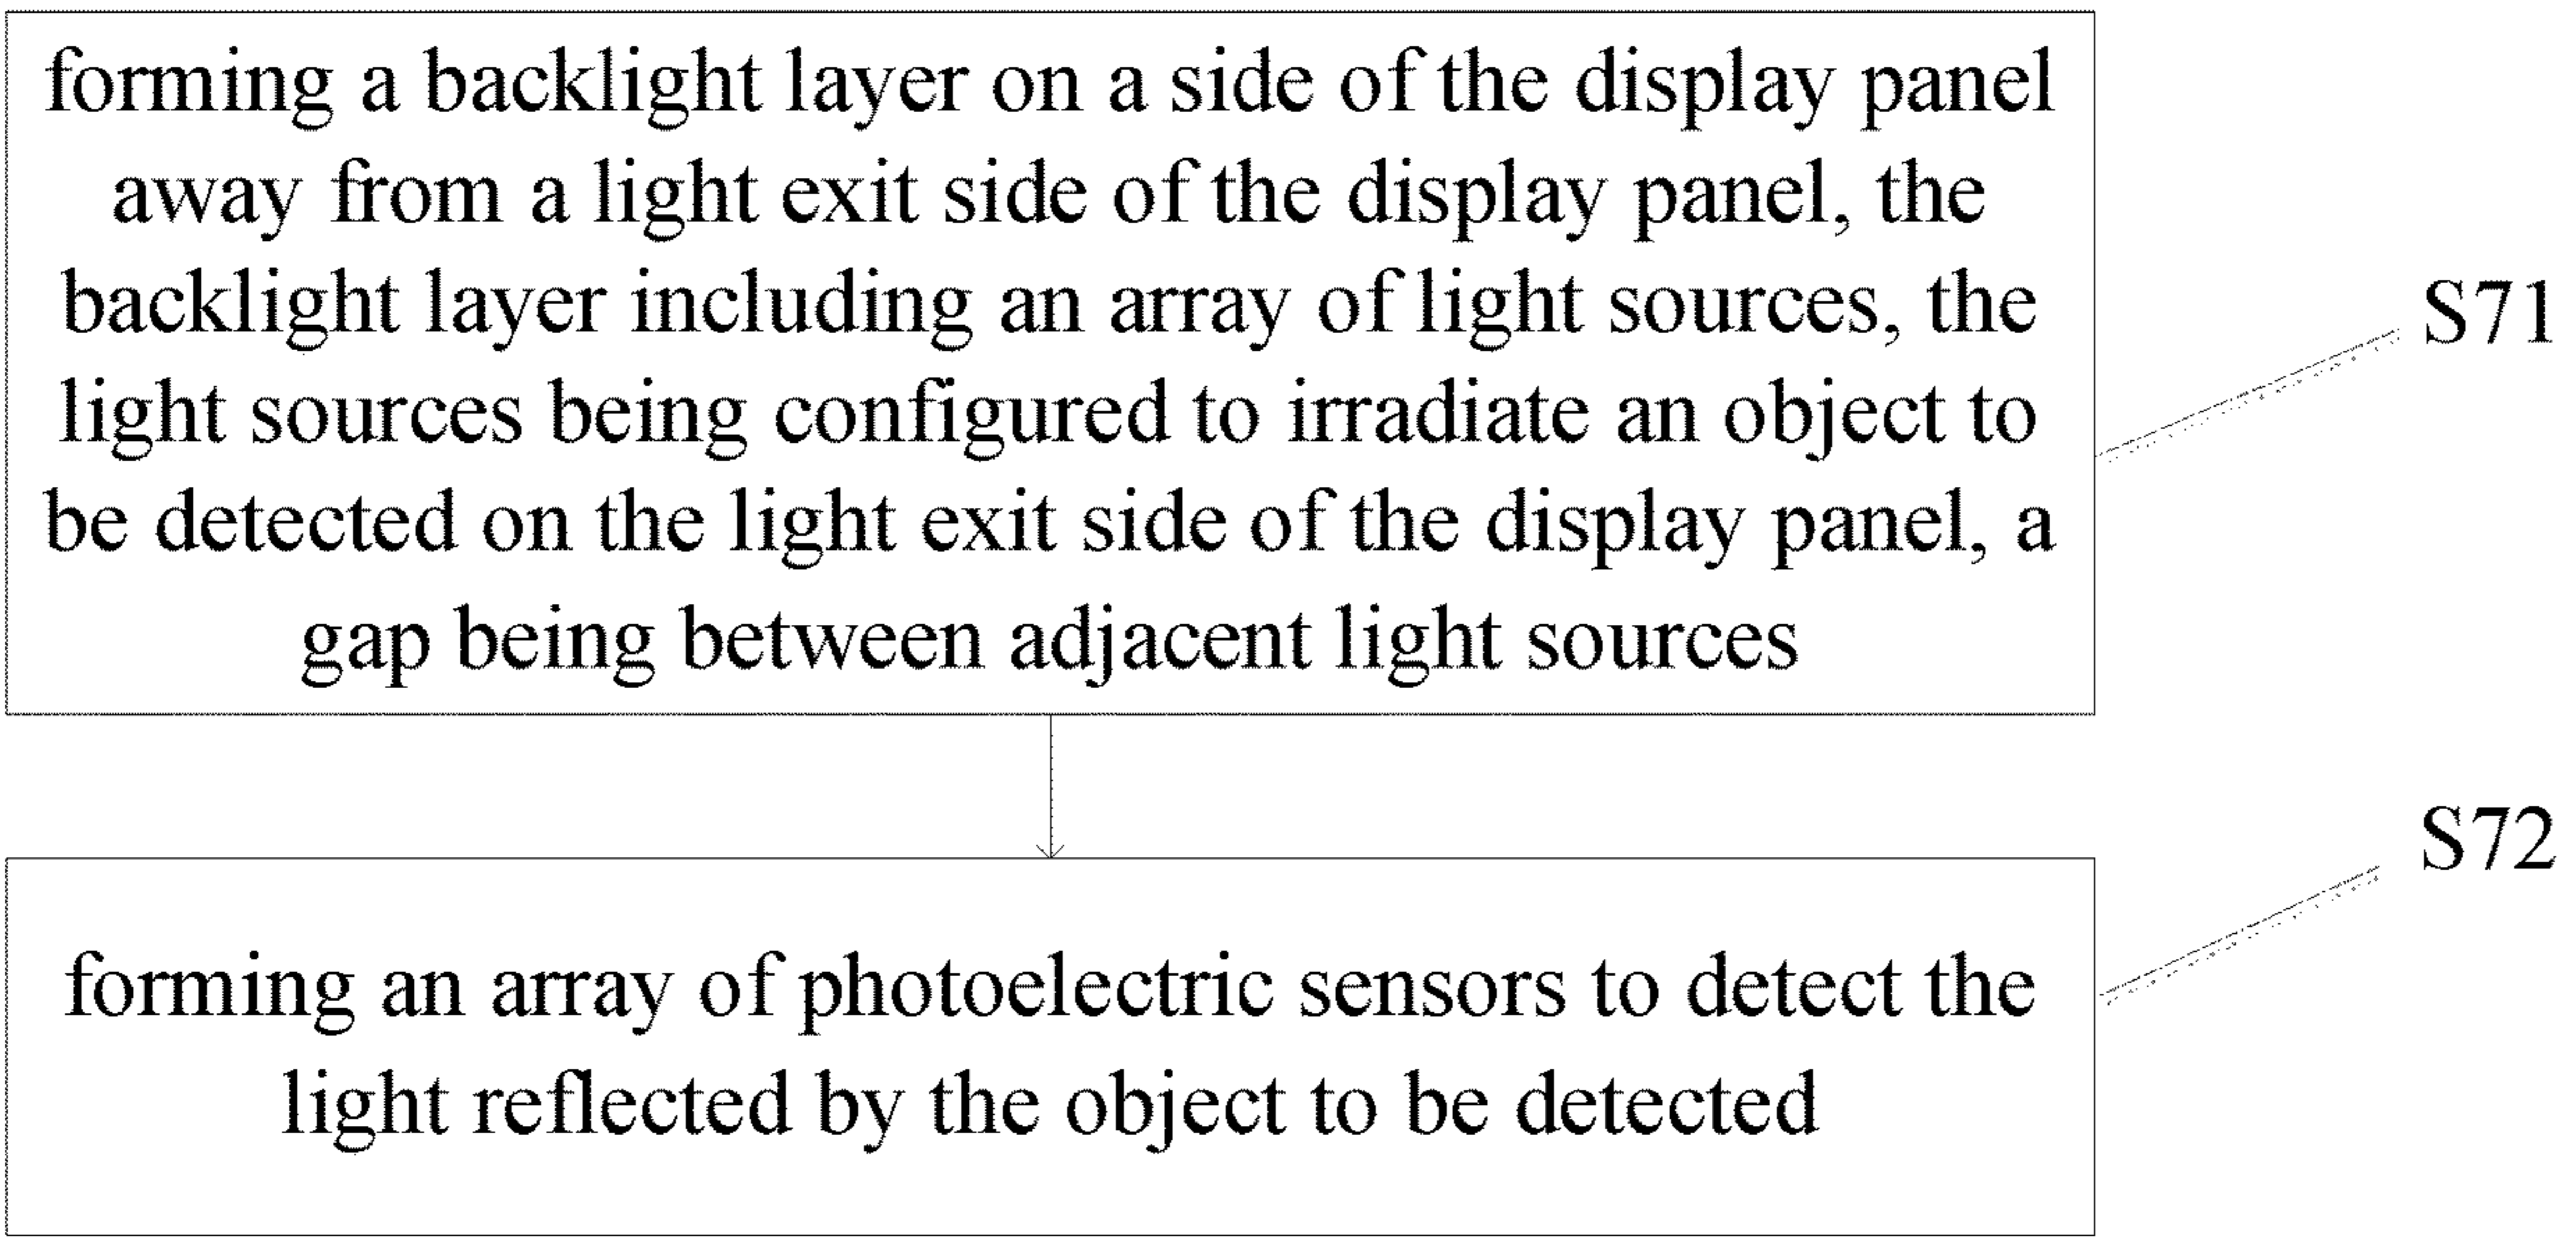 forming a backlight layer on a side of the display panel
away from a light exit side of the display panel, the
backlight layer including an array of light sources, the
light sources being configured to irradiate an object to
be detected on the light exit side of the display panel, a
gap being between adjacent light sources
S71
forming an array of photoelectric sensors to detect the
light reflected by the object to be detected
S72